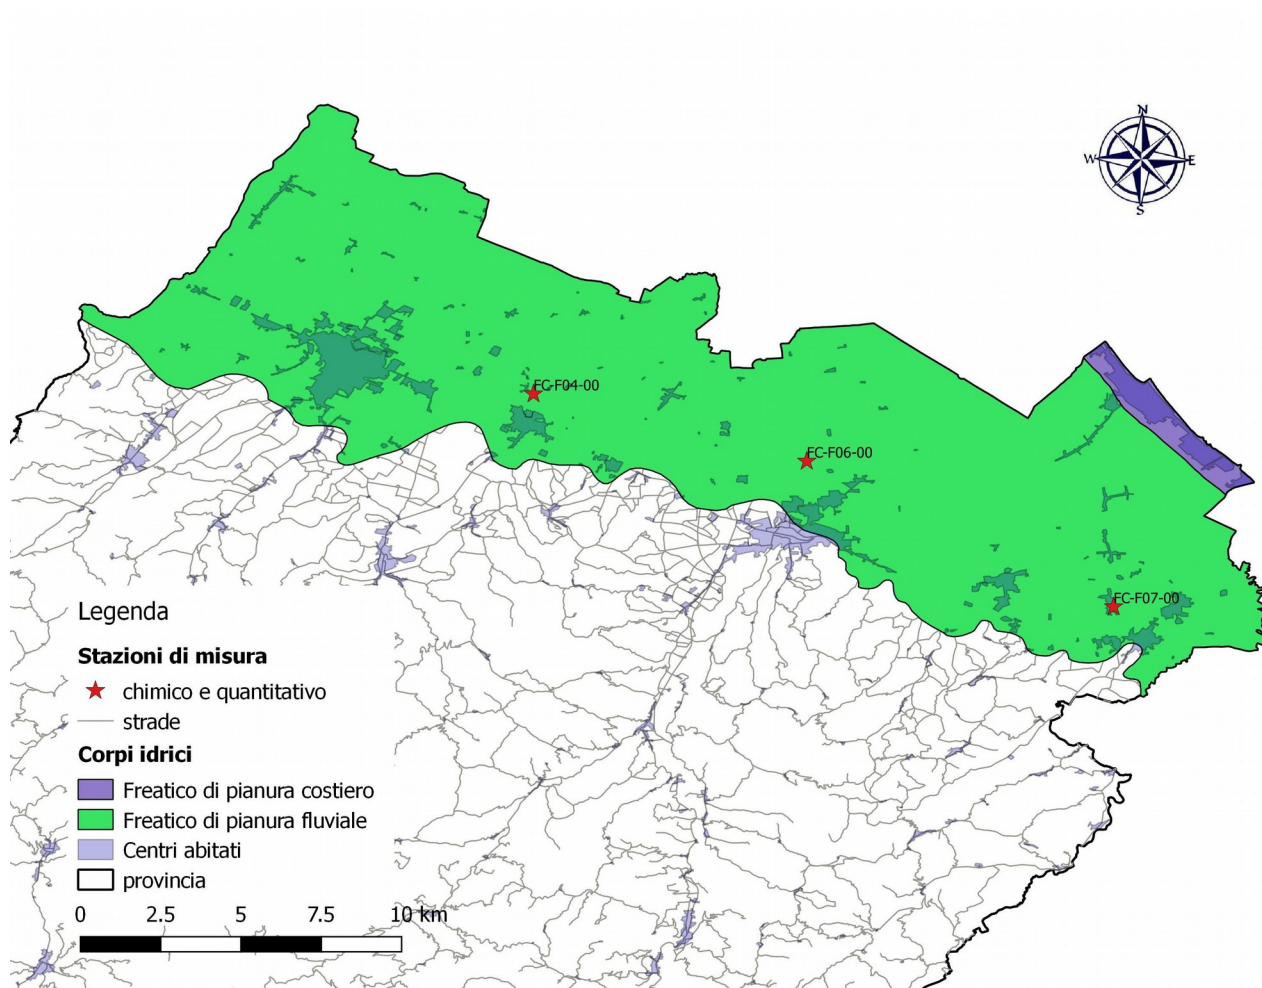 N
W E
S
FC-F04-00
FC-F06-00
FC-F07-00
Legenda
Stazioni di misura
chimico e quantitativo
strade
Corpi idrici
Freatico di pianura costiero
Freatico di pianura fluviale
Centri abitati
provincia
0 2.5 5 7.5 10 km